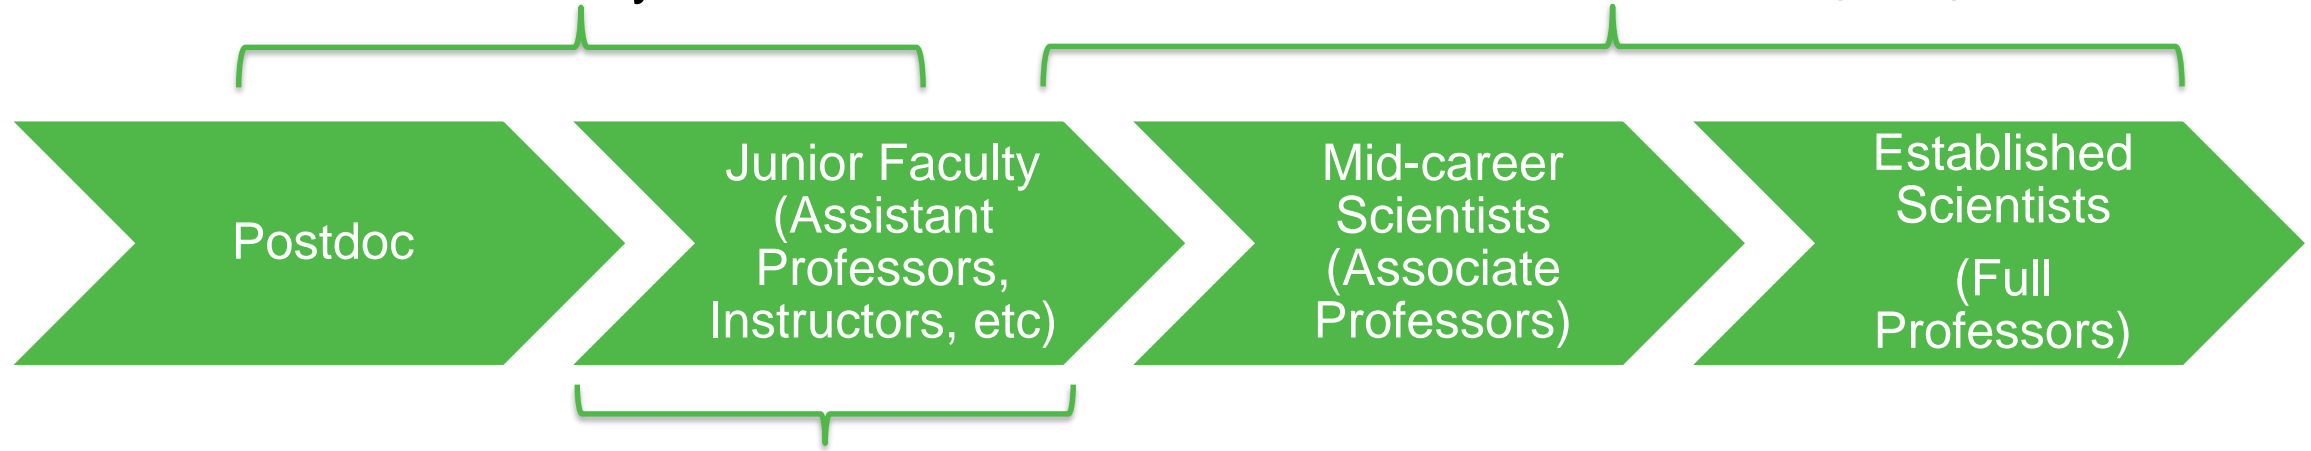 Postdoc
Junior Faculty
(Assistant
Professors,
Instructors, etc)
Mid-career
Scientists
(Associate
Professors)
Established
Scientists
(Full
Professors)